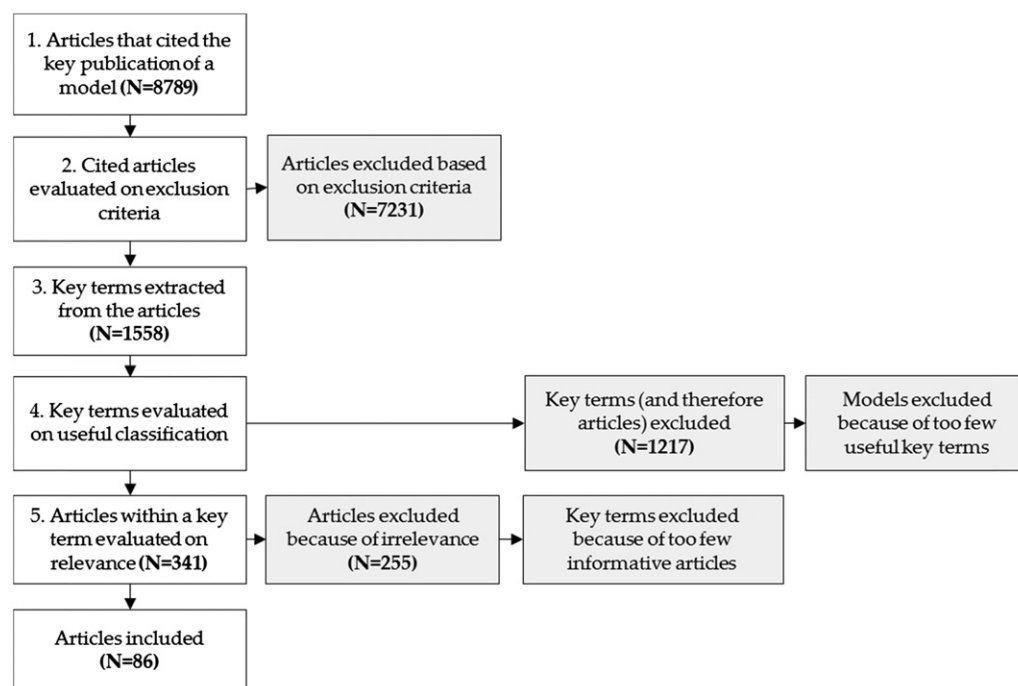 1. Articles that cited the
key publication of a
model (N=8789)
2. Cited articles
evaluated on exclusion
criteria
Articles excluded based
on exclusion criteria
(N=7231)
3. Key terms extracted
from the articles
(N=1558)
4. Key terms evaluated
on useful classification
Key terms (and therefore
articles) excluded
(N=1217)
Models excluded
because of too few
useful key terms
5. Articles within a key
term evaluated on
relevance (N=341)
Articles excluded
because of irrelevance
(N=255)
Key terms excluded
because of too few
informative articles
Articles included
(N=86)